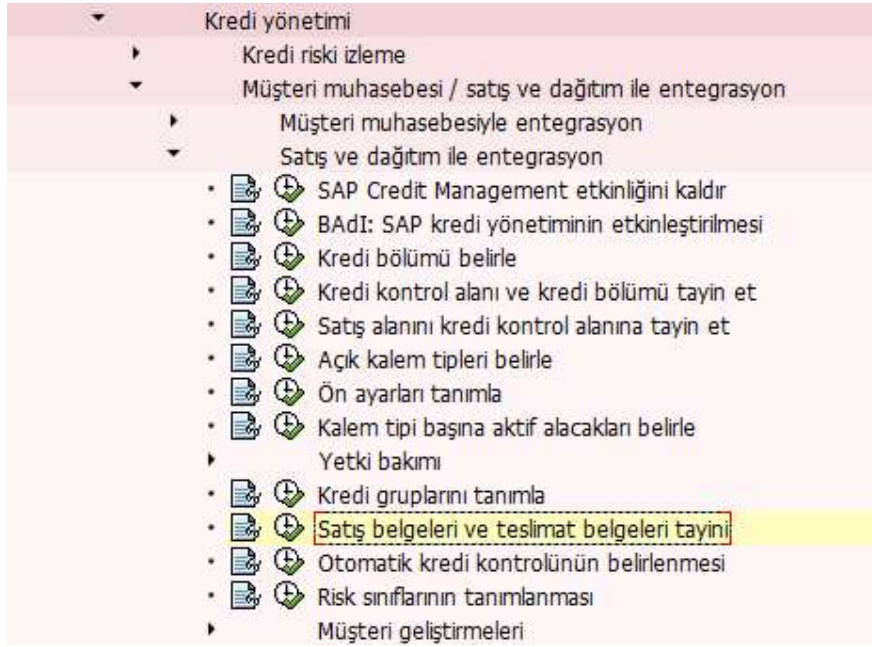 Kredi yönetimi
Kredi riski izleme
Müşteri muhasebesi / satış ve dağıtım ile entegrasyon
Müşteri muhasebesiyle entegrasyon
Satış ve dağıtım ile entegrasyon
SAP Credit Management etkinliğini kaldır
BAdI: SAP kredi yönetiminin etkinleştirilmesi
Kredi bölümü belirle
Kredi kontrol alanı ve kredi bölümü tayin et
Satış alanını kredi kontrol alanına tayin et
Açık kalem tipleri belirle
Ön ayarları tanımla
Kalem tipi başına aktif alacakları belirle
Yetki bakımı
Kredi gruplarını tanımla
Satış belgeleri ve teslimat belgeleri tayini
Otomatik kredi kontrolünün belirlenmesi
Risk sınıflarının tanımlanması
Müşteri geliştirmeleri